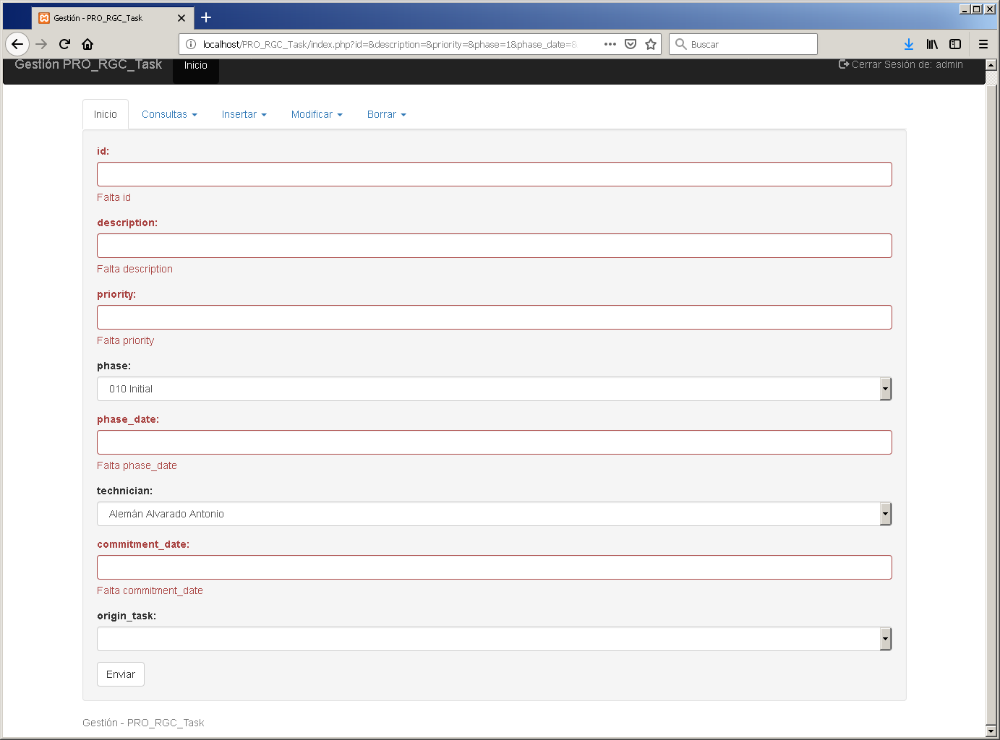 Gestión - PRO_RGC_Task
localhost/PRO_RGC_Task/index.php?id=&description=&priority=&phase=1&phase_date=&
Buscar
Gestión PRO_RGC_Task
Inicio
Cerrar Sesión de: admin
Inicio
Consultas
Insertar
Modificar
Borrar
id:
Falta id
description:
Falta description
priority:
Falta priority
phase:
010 Initial
phase_date:
Falta phase_date
technician:
Alemán Alvarado Antonio
commitment_date:
Falta commitment_date
origin_task:
Enviar
Gestión - PRO_RGC_Task